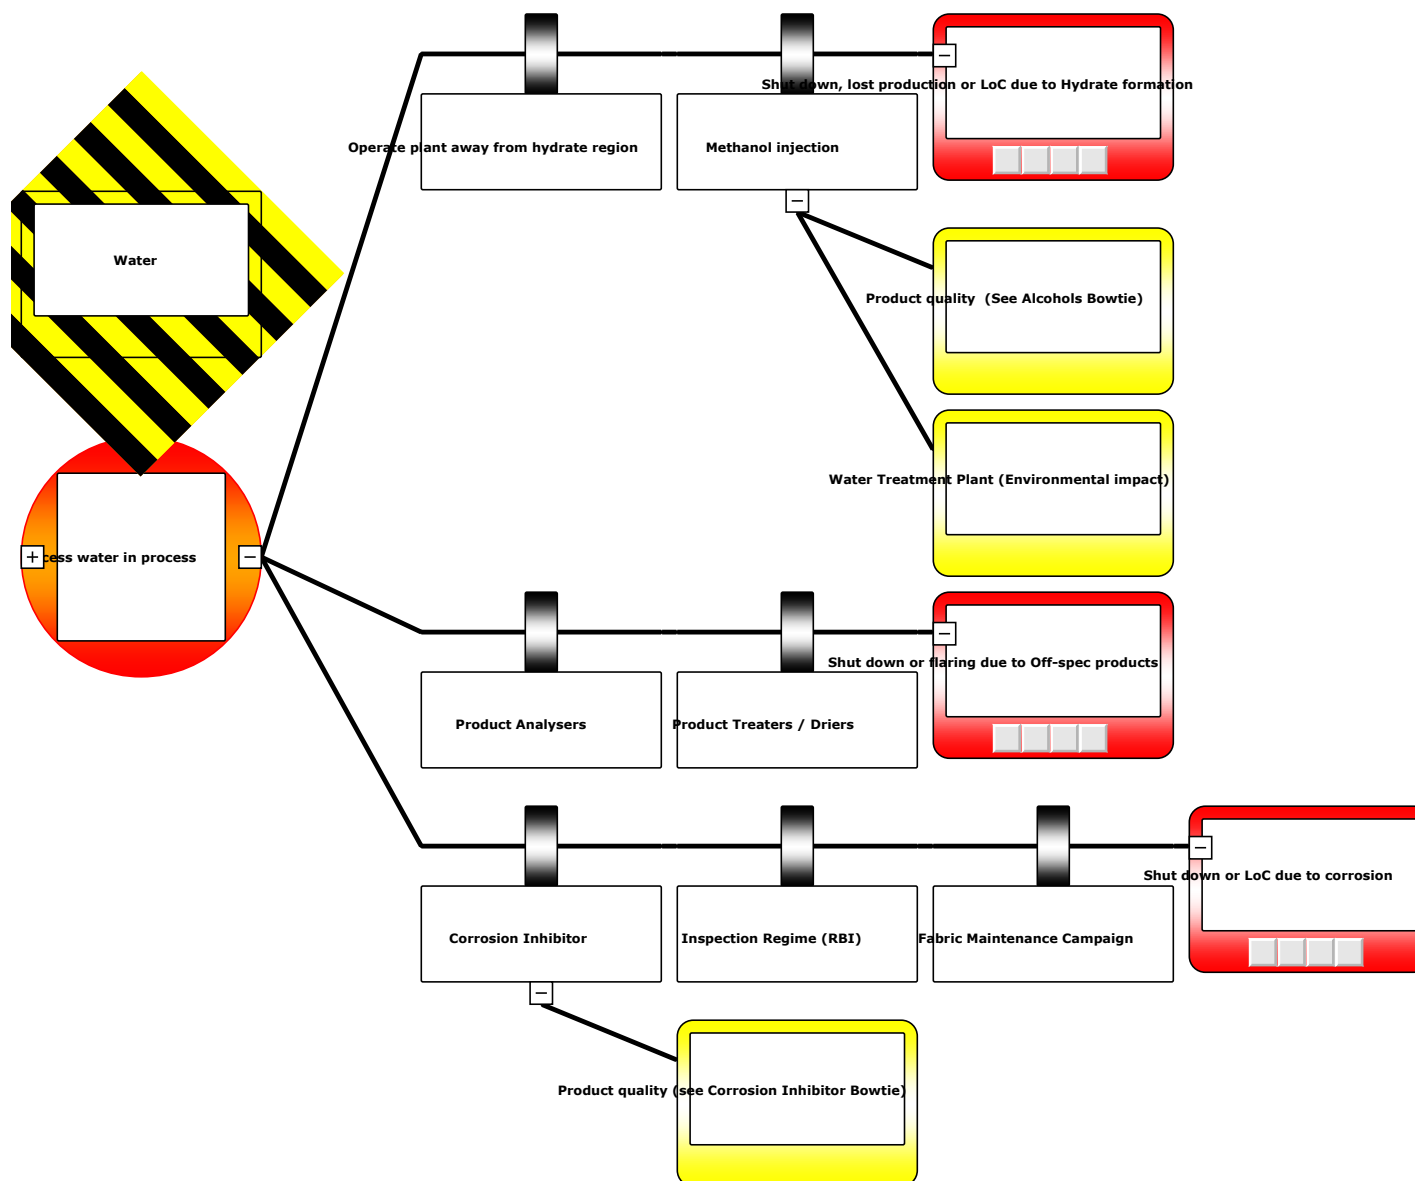 Shut down, lost production or LoC due to Hydrate formation
Operate plant away from hydrate region
Methanol injection
Water
Product quality  (See Alcohols Bowtie)
Water Treatment Plant (Environmental impact)
cess water in process
Shut down or flaring due to Off-spec products
Product Analysers
Product Treaters / Driers
Shut down or LoC due to corrosion
Corrosion Inhibitor
Inspection Regime (RBI)
Fabric Maintenance Campaign
Product quality (see Corrosion Inhibitor Bowtie)